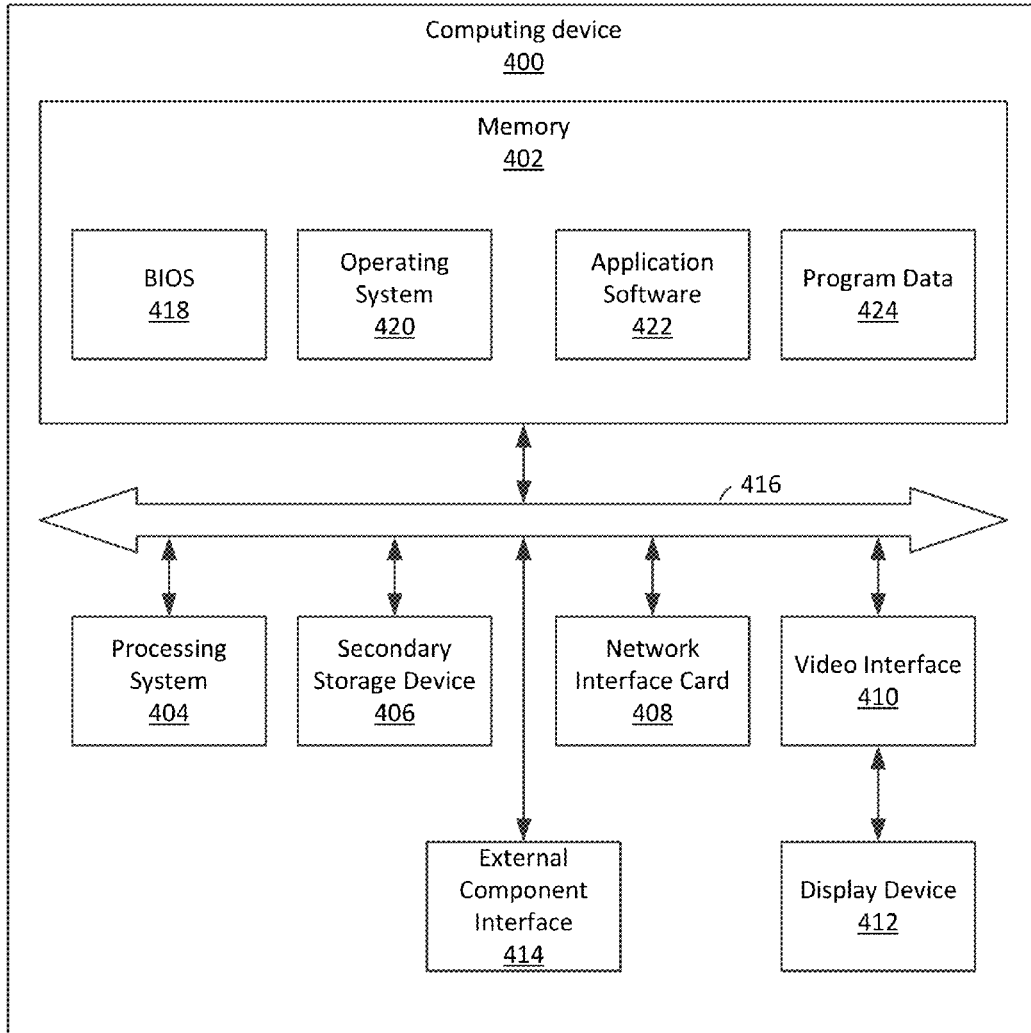 Computing device
400
Memory
402
BIOS
418
Operating
System
420
Application
Software
422
Program Data
424
416
Processing
System
404
Secondary
Storage Device
406
Network
Interface Card
408
Video Interface
410
External
Component
Interface
414
Display Device
412